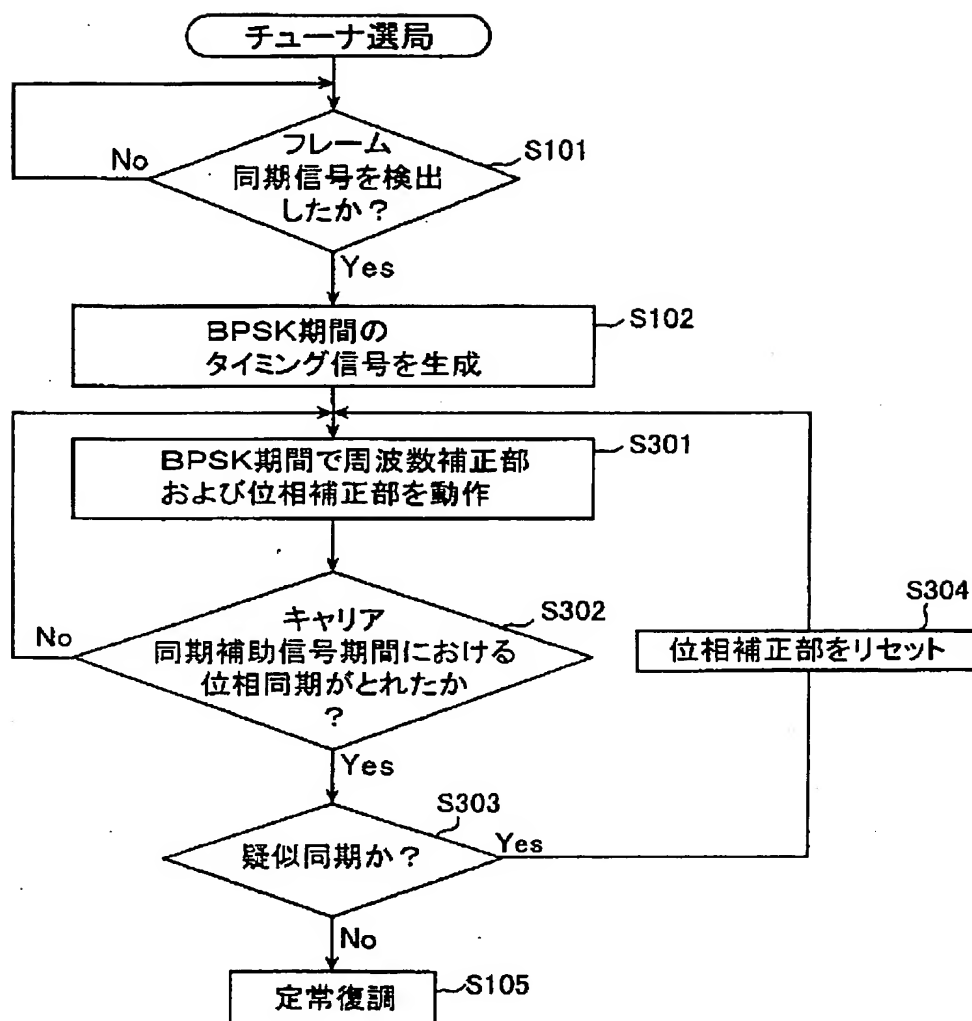 チューナ選局
フレーム
同期信号を検出
したか？
S101
No
Yes
BPSK期間の
タイミング信号を生成
S102
BPSK期間で周波数補正部
および位相補正部を動作
S301
キャリア
同期補助信号期間における
位相同期がとれたか
？
S302
No
S304
位相補正部をリセット
Yes
疑似同期か？
S303
Yes
No
定常復調
S105